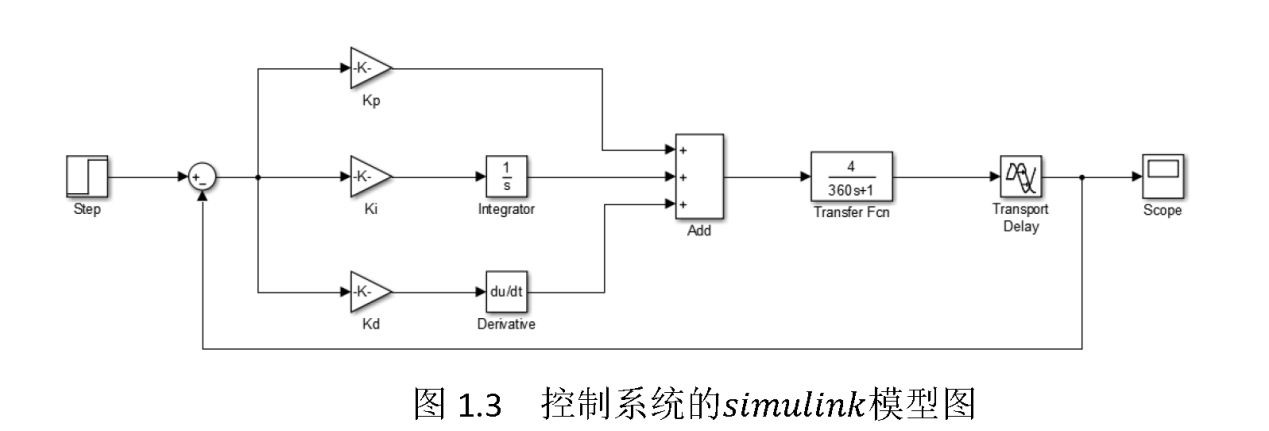 -K-
Kp
Step
+
−
-K-
Ki
1
s
Integrator
+
+
+
Add
4
360s+1
Transfer Fcn
Transport
Delay
Scope
-K-
Kd
du/dt
Derivative
图 1.3 控制系统的simulink模型图